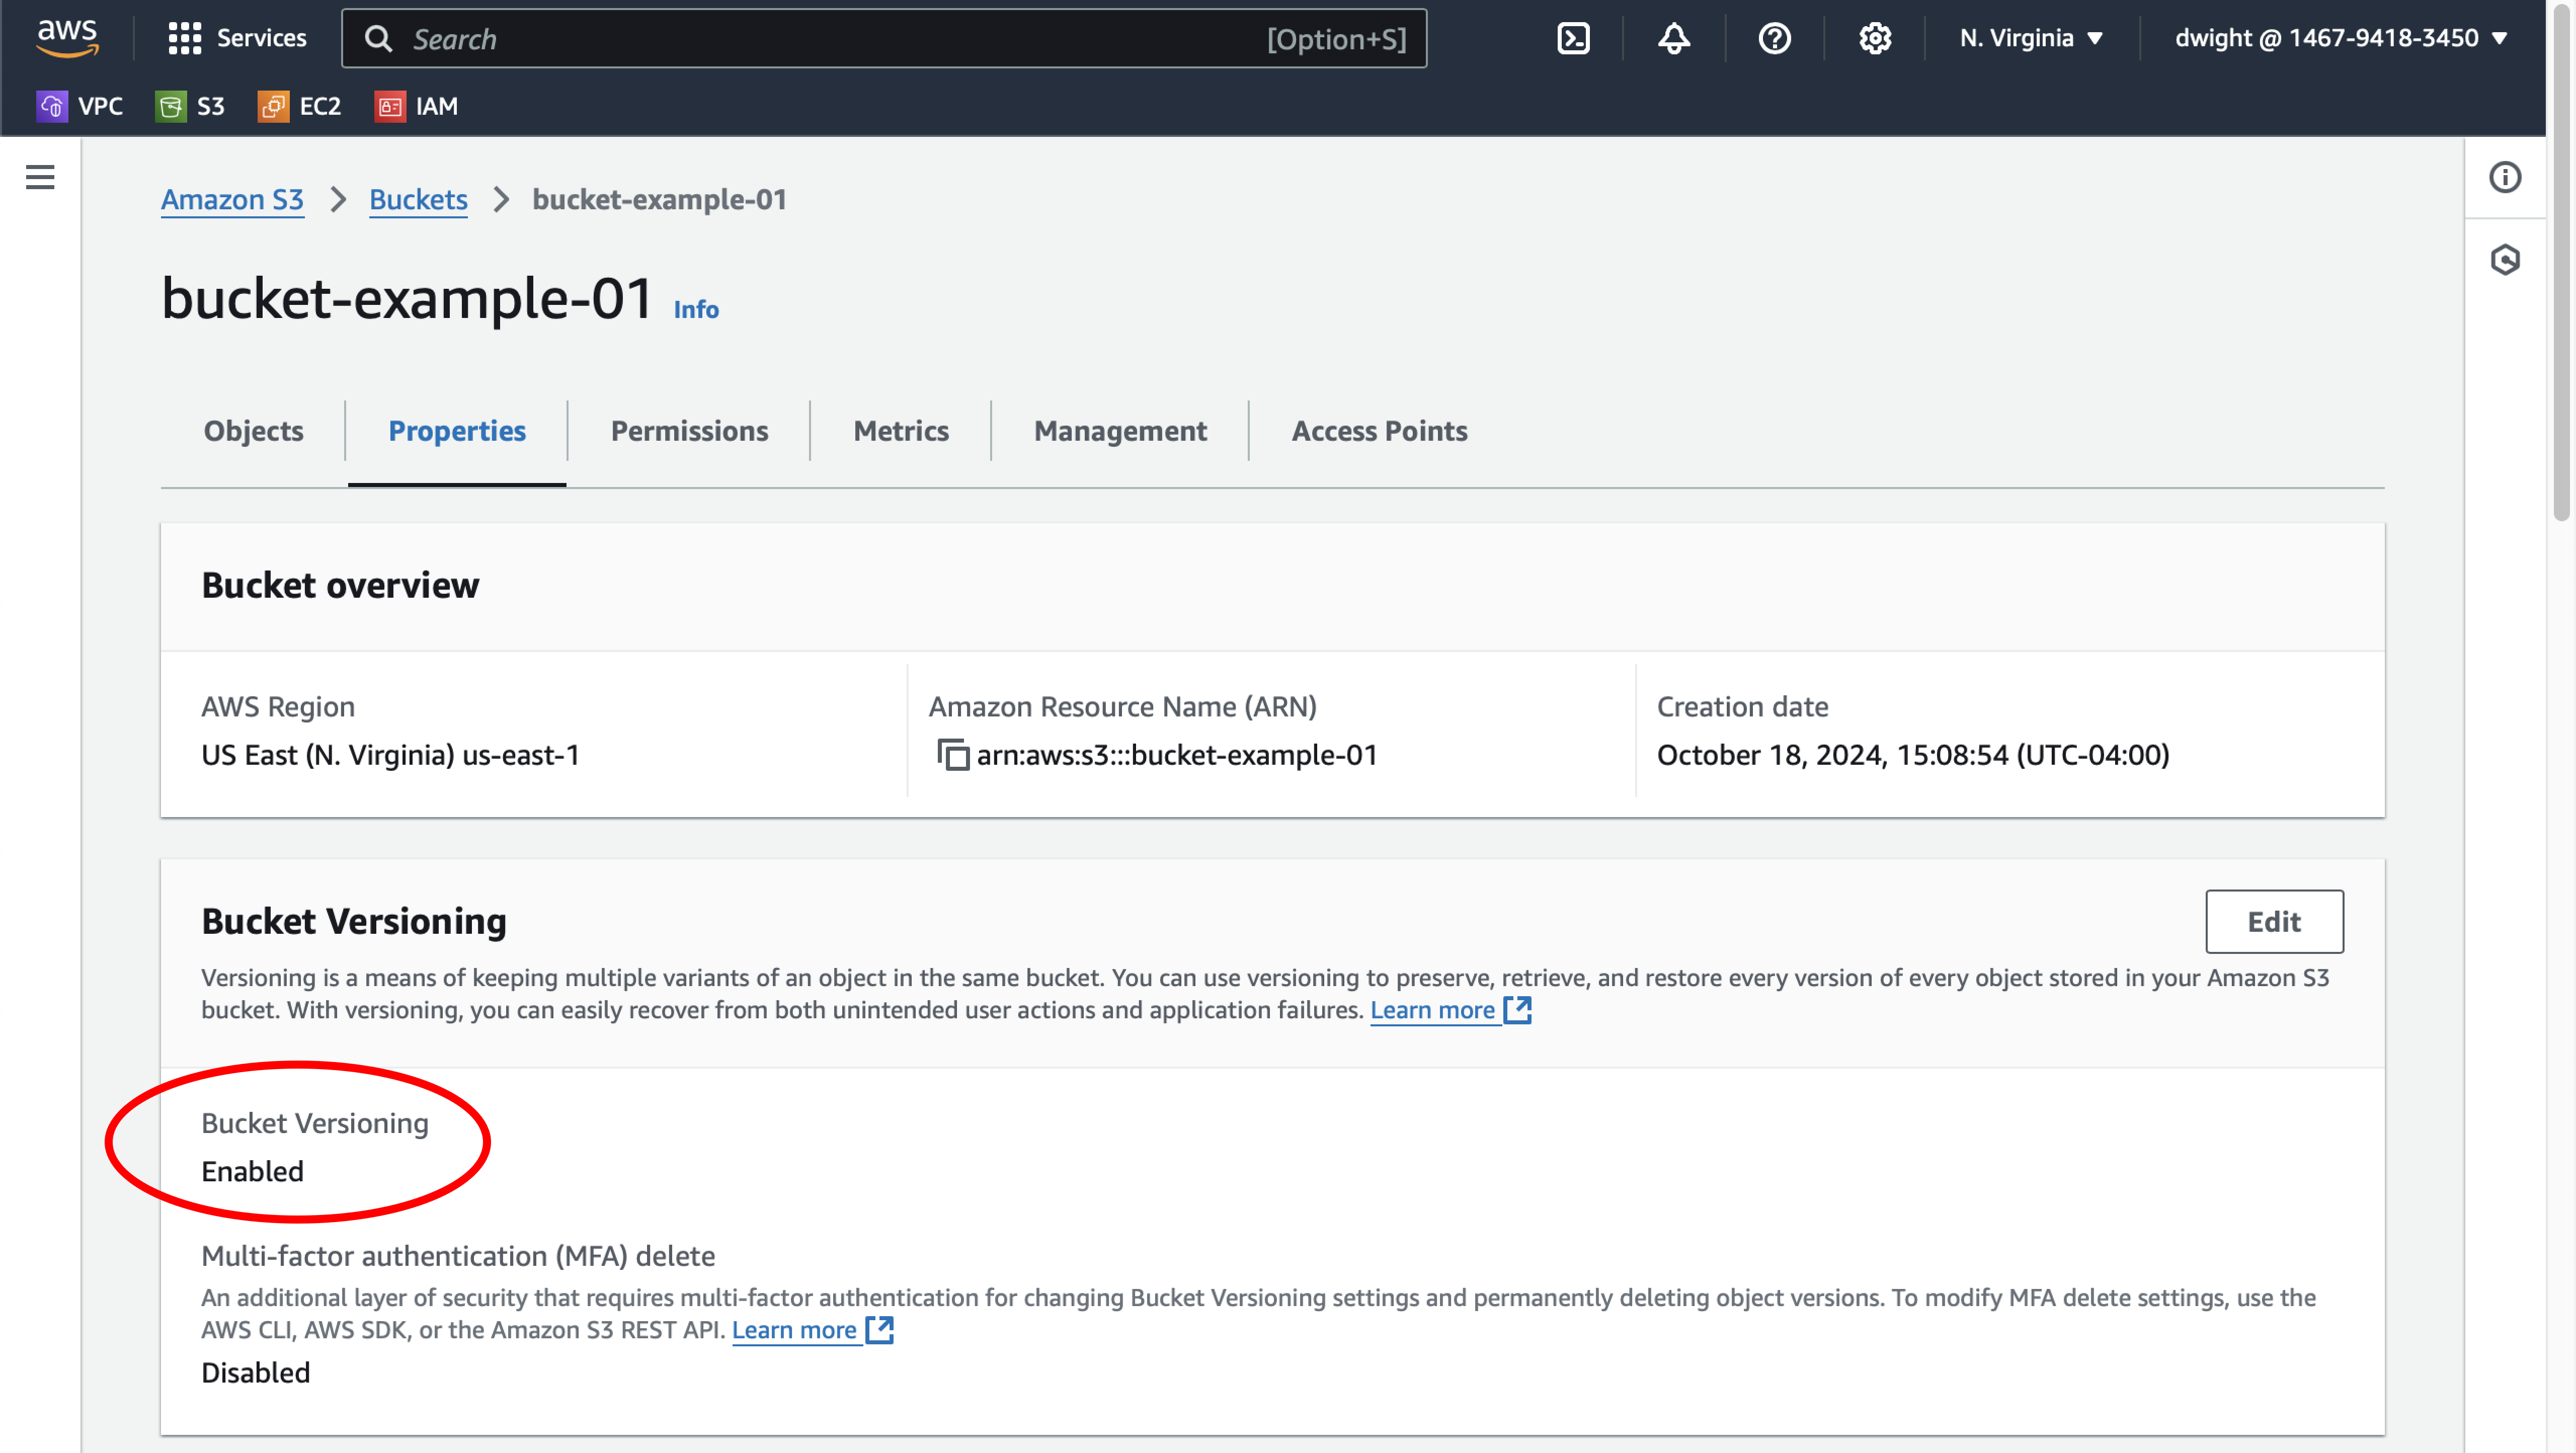 aws
Services
Search
[Option+S]
N. Virginia
dwight @ 1467-9418-3450
VPC
S3
EC2
IAM
Amazon S3
Buckets
bucket-example-01
bucket-example-01 Info
Objects
Properties
Permissions
Metrics
Management
Access Points
Bucket overview
AWS Region
US East (N. Virginia) us-east-1
Amazon Resource Name (ARN)
arn:aws:s3:::bucket-example-01
Creation date
October 18, 2024, 15:08:54 (UTC-04:00)
Bucket Versioning
Edit
Versioning is a means of keeping multiple variants of an object in the same bucket. You can use versioning to preserve, retrieve, and restore every version of every object stored in your Amazon S3
bucket. With versioning, you can easily recover from both unintended user actions and application failures. Learn more
Bucket Versioning
Enabled
Multi-factor authentication (MFA) delete
An additional layer of security that requires multi-factor authentication for changing Bucket Versioning settings and permanently deleting object versions. To modify MFA delete settings, use the
AWS CLI, AWS SDK, or the Amazon S3 REST API. Learn more
Disabled